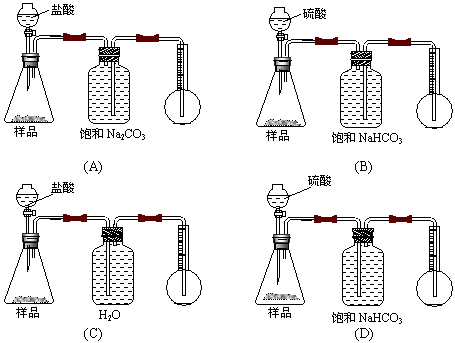 盐酸
样品
饱和 Na₂CO₃
(A)
硫酸
样品
饱和 NaHCO₃
(B)
盐酸
样品
H₂O
(C)
硫酸
样品
饱和 NaHCO₃
(D)